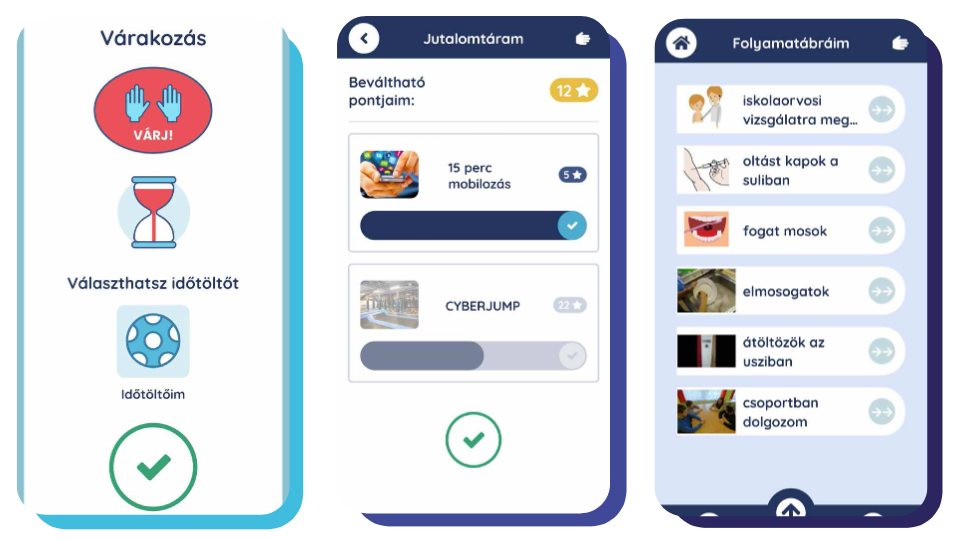 Várakozás
VÁRJ!
Választhatsz időtöltőt
Időtöltőim
Jutalomtáram
Beváltható
pontjaim:
12
15 perc
mobilozás
5
CYBERJUMP
22
Folyamatábráim
iskolaorvosi
vizsgálatra meg...
oltást kapok a
suliban
fogat mosok
elmosogatok
átöltözök az
usziban
csoportban
dolgozom